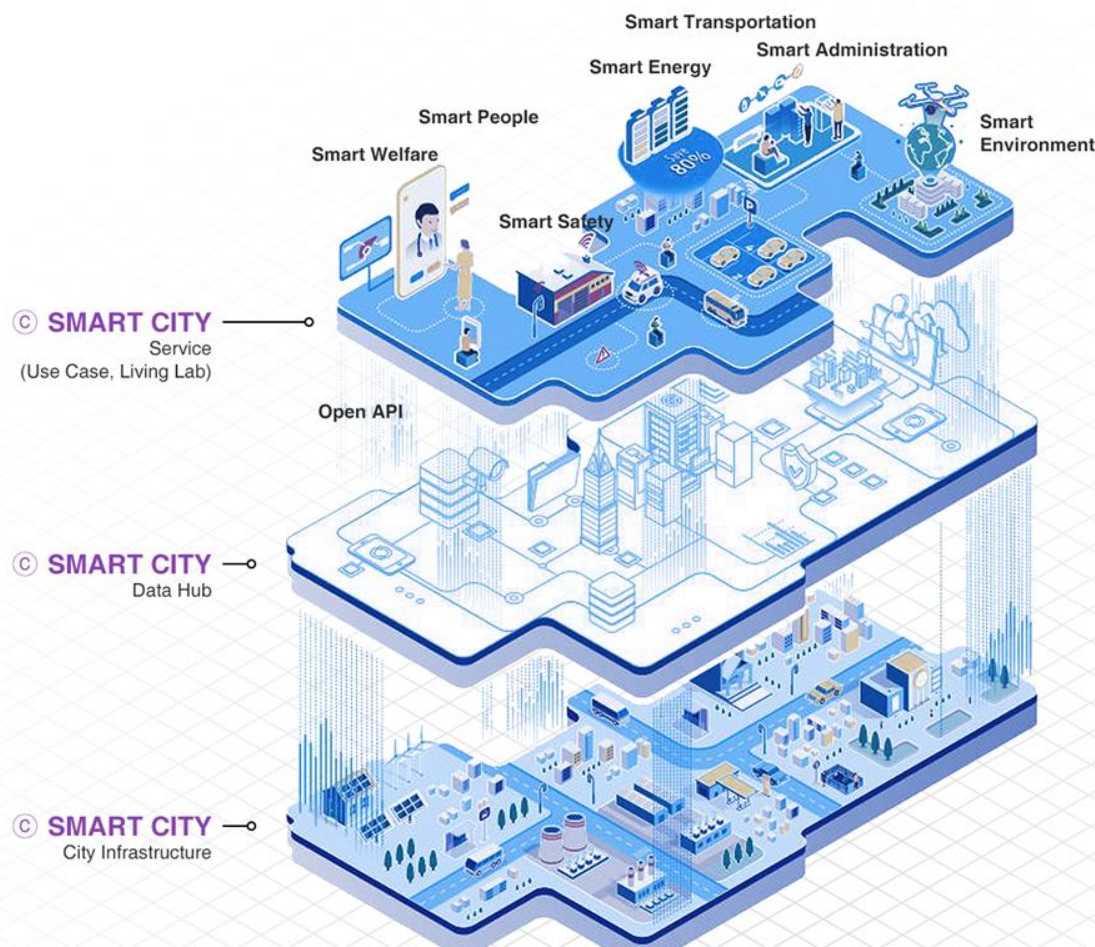 Smart Transportation
Smart Administration
Smart Energy
Smart People
Smart Welfare
Smart
Environment
Save
80%
P
Smart Safety
© SMART CITY
Service
(Use Case, Living Lab)
Open API
© SMART CITY
Data Hub
© SMART CITY
City Infrastructure